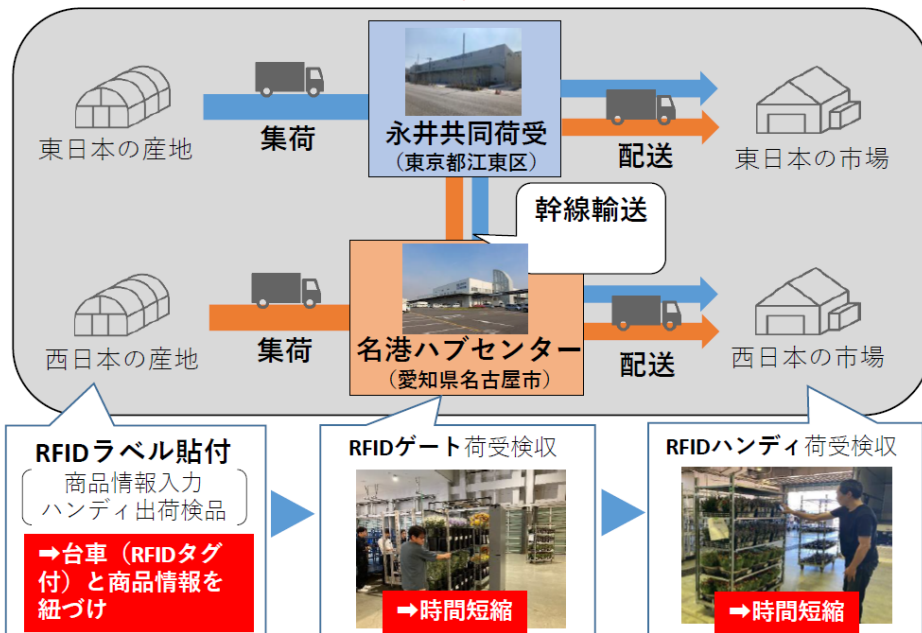 永井共同荷受
（東京都江東区）
東日本の産地
集荷
配送
東日本の市場
幹線輸送
西日本の産地
集荷
名港ハブセンター
（愛知県名古屋市）
配送
西日本の市場
RFIDラベル貼付
商品情報入力
ハンディ出荷検品
➡台車（RFIDタグ
付）と商品情報を
紐づけ
RFIDゲート荷受検収
➡時間短縮
RFIDハンディ荷受検収
➡時間短縮